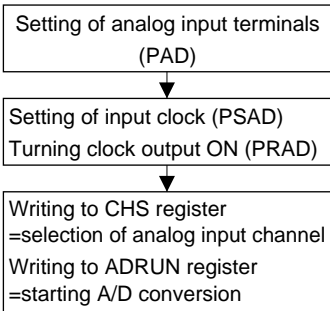 Setting of analog input terminals
(PAD)
Setting of input clock (PSAD)
Turning clock output ON (PRAD)
Writing to CHS register
=selection of analog input channel
Writing to ADRUN register
=starting A/D conversion